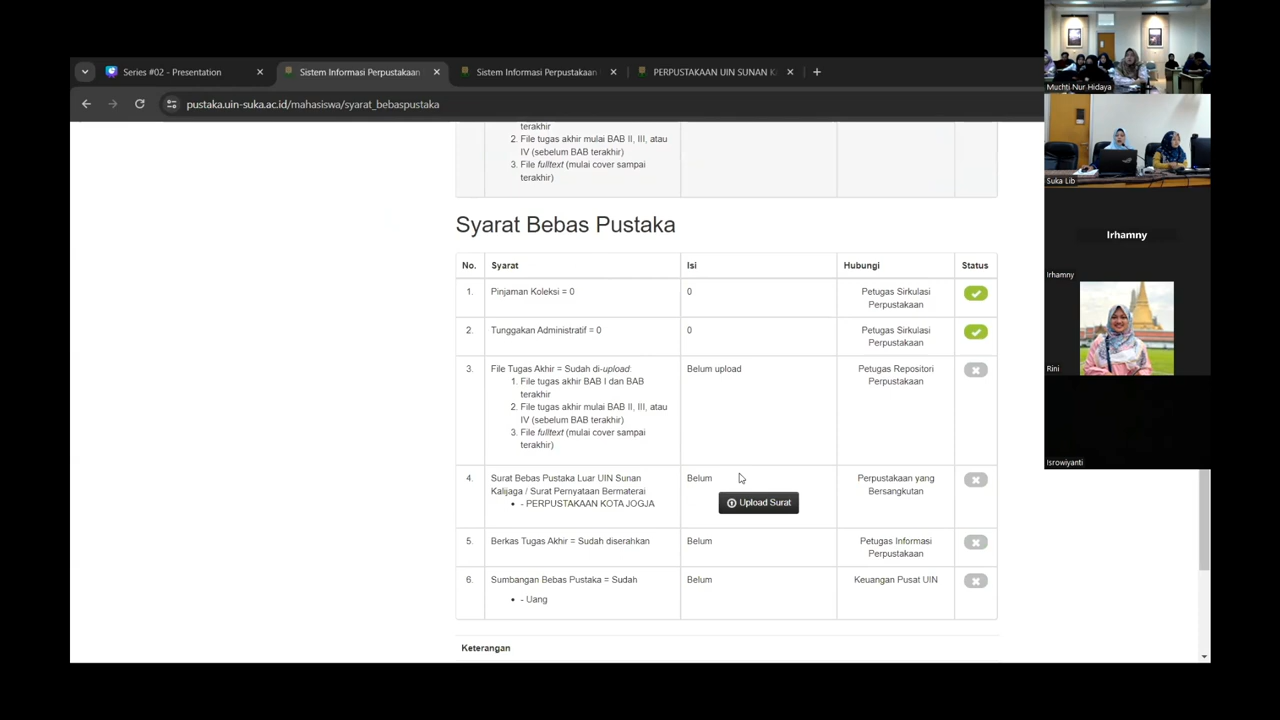 Series #02 - Presentation
Sistem Informasi Perpustakaan
Sistem Informasi Perpustakaan
PERPUSTAKAAN UIN SUNAN K
pustaka.uin-suka.ac.id/mahasiswa/syarat_bebaspustaka
terakhir
2. File tugas akhir mulai BAB II, III, atau
IV (sebelum BAB terakhir)
3. File fulltext (mulai cover sampai
terakhir)
Syarat Bebas Pustaka
No. Syarat Isi Hubungi Status
1. Pinjaman Koleksi = 0 0 Petugas Sirkulasi
Perpustakaan
2. Tunggakan Administratif = 0 0 Petugas Sirkulasi
Perpustakaan
3. File Tugas Akhir = Sudah di-upload: Belum upload Petugas Repositori
1. File tugas akhir BAB I dan BAB Perpustakaan
terakhir
2. File tugas akhir mulai BAB II, III, atau
IV (sebelum BAB terakhir)
3. File fulltext (mulai cover sampai
terakhir)
4. Surat Bebas Pustaka Luar UIN Sunan Belum Perpustakaan yang
Kalijaga / Surat Pernyataan Bermaterai Bersangkutan
• - PERPUSTAKAAN KOTA JOGJA Upload Surat
5. Berkas Tugas Akhir = Sudah diserahkan Belum Petugas Informasi
Perpustakaan
6. Sumbangan Bebas Pustaka = Sudah Belum Keuangan Pusat UIN
• - Uang
Keterangan
Muchti Nur Hidaya
Suka Lib
Irhamny
Irhamny
Rini
Isrowiyanti